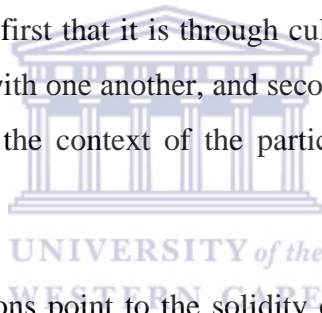 first that it is through cul
with one another, and seco
the context of the partic
UNIVERSITY of the
WESTERN CAPE
ons point to the solidity